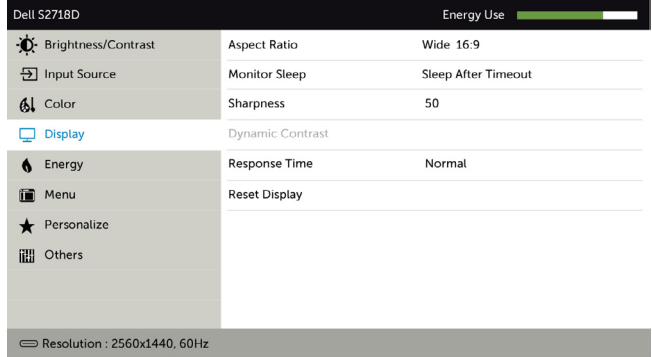 Dell S2718D Energy Use
Brightness/Contrast Aspect Ratio Wide 16:9
Input Source Monitor Sleep Sleep After Timeout
Color Sharpness 50
Display Dynamic Contrast
Energy Response Time Normal
Menu Reset Display
Personalize
Others
Resolution : 2560x1440, 60Hz